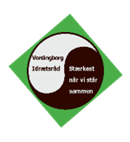 Vordingborg
Idrætsråd
Stærkest
når vi står
sammen